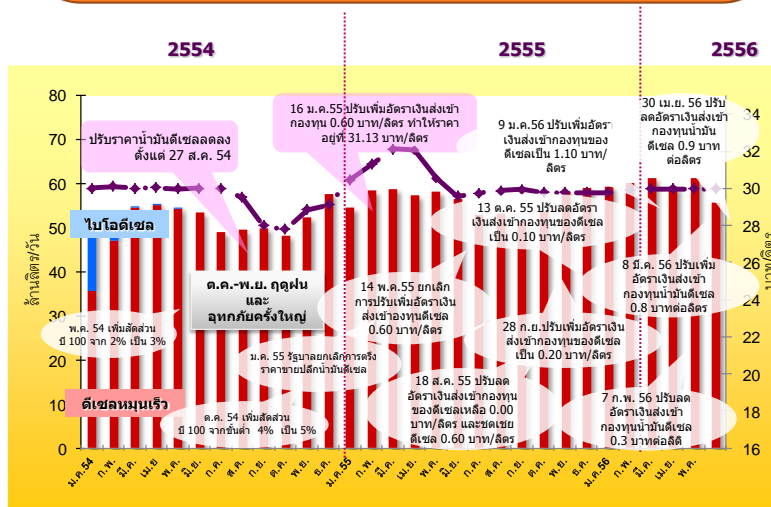 2554
2555
2556
80
70
60
50
40
30
20
10
0
ล้านลิตร/วัน
34
32
30
28
26
24
22
20
18
16
บาท/ลิตร
ปรับราคาน้ำมันดีเซลลดลง
ตั้งแต่ 27 ส.ค. 54
16 ม.ค.55 ปรับเพิ่มอัตราเงินส่งเข้า
กองทุน 0.60 บาท/ลิตร ทำให้ราคา
อยู่ที่ 31.13 บาท/ลิตร
9 ม.ค.56 ปรับเพิ่มอัตรา
เงินส่งเข้ากองทุนของ
ดีเซลเป็น 1.10 บาท/
ลิตร
30 เม.ย. 56 ปรับ
ลดอัตราเงินส่งเข้า
กองทุนน้ำมัน
ดีเซล 0.9 บาท
ต่อลิตร
ไบโอดีเซล
13 ต.ค. 55 ปรับลดอัตรา
เงินส่งเข้ากองทุนของดีเซล
เป็น 0.10 บาท/ลิตร
ต.ค.-พ.ย. ฤดูฝน
และ
อุทกภัยครั้งใหญ่
14 พ.ค.55 ยกเลิก
การปรับเพิ่มอัตราเงิน
ส่งเข้าองทุนดีเซล
0.60 บาท/ลิตร
8 มี.ค. 56 ปรับเพิ่ม
อัตราเงินส่งเข้า
กองทุนน้ำมันดีเซล
0.8 บาทต่อลิตร
พ.ค. 54 เพิ่มสัดส่วน
บี 100 จาก 2% เป็น 3%
28 ก.ย.ปรับเพิ่มอัตราเงิน
ส่งเข้ากองทุนของดีเซล
เป็น 0.20 บาท/ลิตร
ม.ค. 55 รัฐบาลยกเลิกการตรึง
ราคาขายปลีกน้ำมันดีเซล
ดีเซลหมุนเร็ว
18 ส.ค. 55 ปรับลด
อัตราเงินส่งเข้ากองทุน
ของดีเซลเหลือ 0.00
บาท/ลิตร และชดเชย
ดีเซล 0.60 บาท/ลิตร
7 ก.พ. 56 ปรับลด
อัตราเงินส่งเข้า
กองทุนน้ำมันดีเซล
0.3 บาทต่อลิติ
ต.ค. 54 เพิ่มสัดส่วน
บี 100 จากขั้นต่ำ 4% เป็น 5%
ม.ค.54
ก.พ.
มี.ค.
เม.ย
พ.ค.
มิ.ย.
ก.ค.
ส.ค.
ก.ย.
ต.ค.
พ.ย.
ธ.ค.
ม.ค.55
ก.พ.
มี.ค.
เม.ย.
พ.ค.
มิ.ย.
ก.ค.
ส.ค.
ก.ย.
ต.ค.
พ.ย.
ธ.ค.
ม.ค.56
ก.พ.
มี.ค.
เม.ย.
พ.ค.